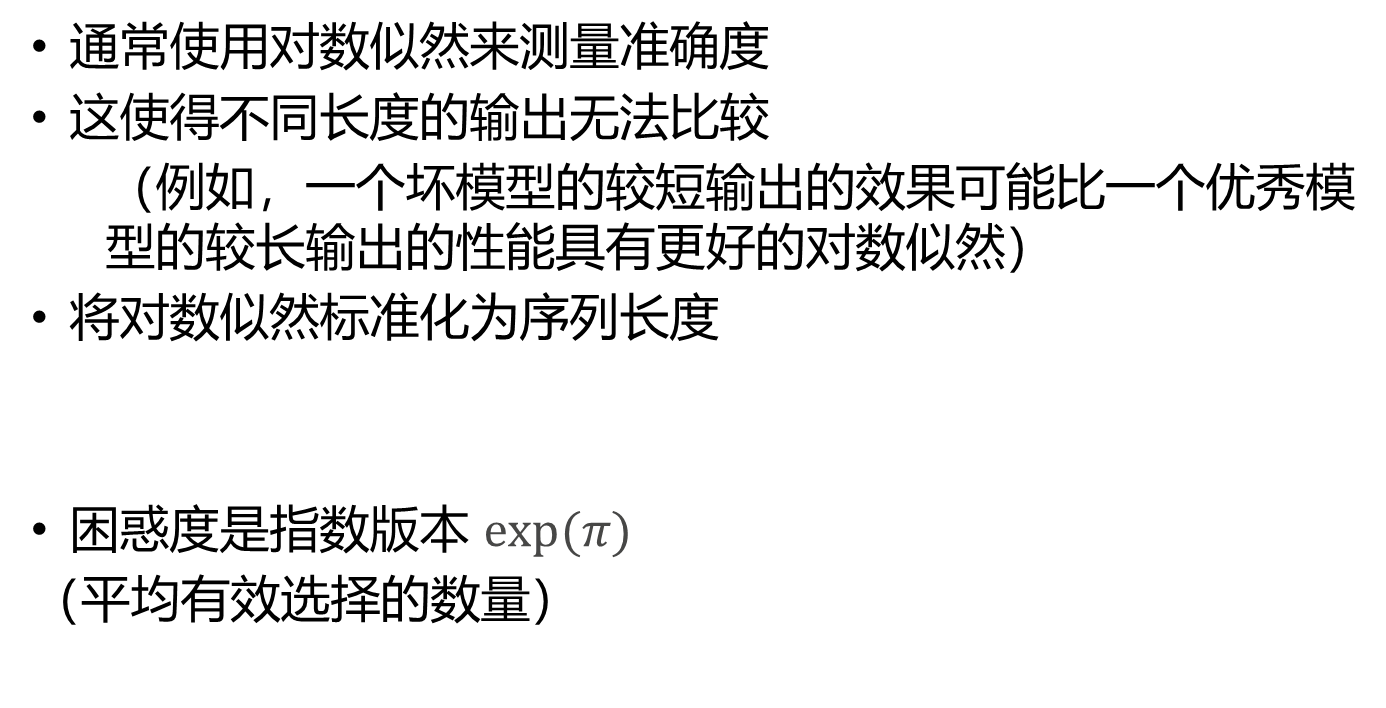 • 通常使用对数似然来测量准确度
• 这使得不同长度的输出无法比较
（例如，一个坏模型的较短输出的效果可能比一个优秀模
型的较长输出的性能具有更好的对数似然）
• 将对数似然标准化为序列长度
• 困惑度是指数版本 exp(π)
（平均有效选择的数量）